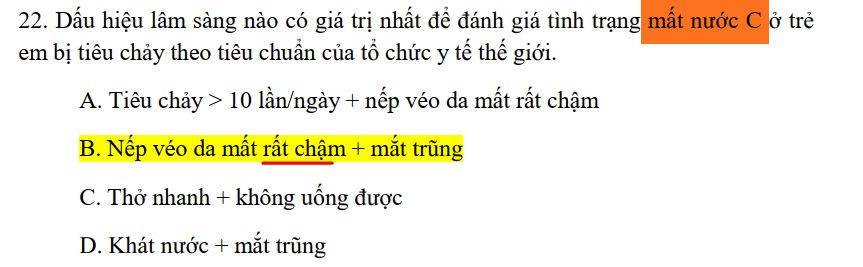 22. Dấu hiệu lâm sàng nào có giá trị nhất để đánh giá tình trạng mất nước C ở trẻ
em bị tiêu chảy theo tiêu chuẩn của tổ chức y tế thế giới.
A. Tiêu chảy > 10 lần/ngày + nếp véo da mất rất chậm
B. Nếp véo da mất rất chậm + mắt trũng
C. Thở nhanh + không uống được
D. Khát nước + mắt trũng